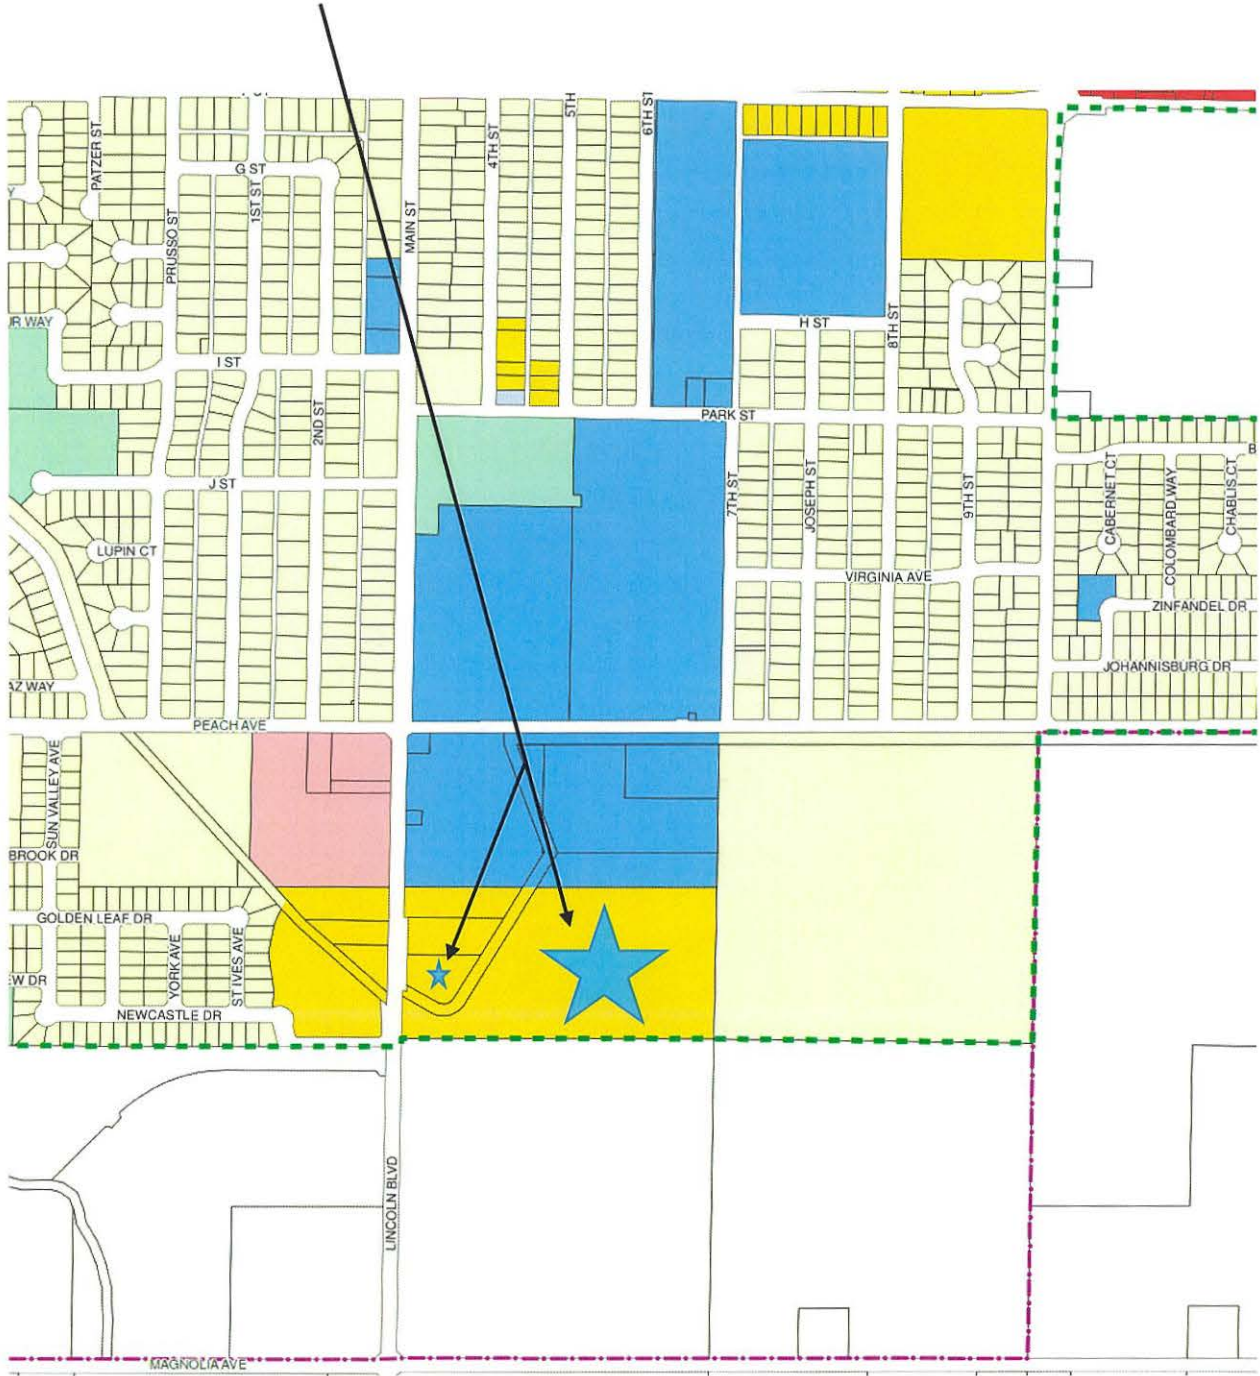 5TH
6TH ST
PATZER ST
4TH ST
G ST
1ST ST
MAIN ST
PRUSSO ST
UR WAY
H ST
8TH ST
I ST
PARK ST
2ND ST
J ST
7TH ST
JOSEPH ST
9TH ST
CABERNET CT
COLOMBARD WAY
CHABLIS CT
B
LUPIN CT
VIRGINIA AVE
ZINFANDEL DR
JOHANNISBURG DR
AZ WAY
PEACH AVE
SUN VALLEY AVE
BROOK DR
GOLDEN LEAF DR
YORK AVE
ST IVES AVE
EW DR
NEWCASTLE DR
LINCOLN BLVD
MAGNOLIA AVE